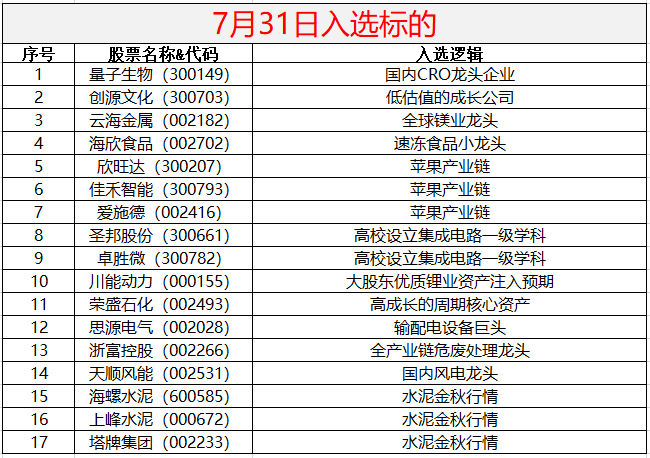 7月31日入选标的
序号 股票名称&代码 入选逻辑
1 量子生物（300149） 国内CRO龙头企业
2 创源文化（300703） 低估值的成长公司
3 云海金属（002182） 全球镁业龙头
4 海欣食品（002702） 速冻食品小龙头
5 欣旺达（300207） 苹果产业链
6 佳禾智能（300793） 苹果产业链
7 爱施德（002416） 苹果产业链
8 圣邦股份（300661） 高校设立集成电路一级学科
9 卓胜微（300782） 高校设立集成电路一级学科
10 川能动力（000155） 大股东优质锂业资产注入预期
11 荣盛石化（002493） 高成长的周期核心资产
12 思源电气（002028） 输配电设备巨头
13 浙富控股（002266） 全产业链危废处理龙头
14 天顺风能（002531） 国内风电龙头
15 海螺水泥（600585） 水泥金秋行情
16 上峰水泥（000672） 水泥金秋行情
17 塔牌集团（002233） 水泥金秋行情